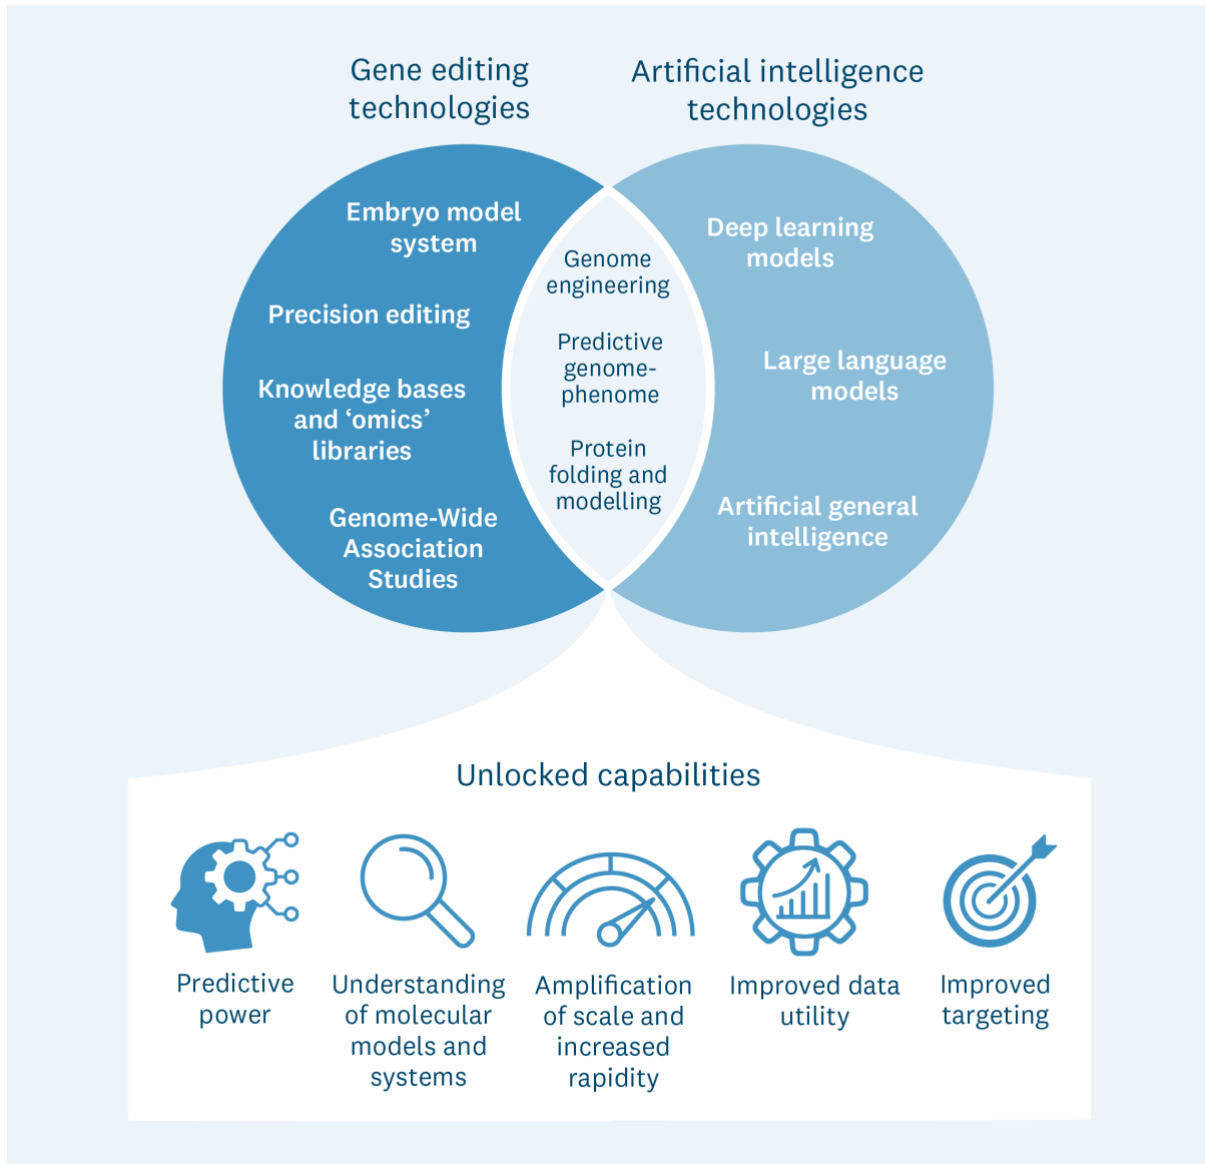 Gene editing
technologies
Artificial intelligence
technologies
Embryo model
system
Precision editing
Knowledge bases
and ‘omics’
libraries
Genome-Wide
Association
Studies
Genome
engineering
Predictive
genome-
phenome
Protein
folding and
modelling
Deep learning
models
Large language
models
Artificial general
intelligence
Unlocked capabilities
Predictive
power
Understanding
of molecular
models and
systems
Amplification
of scale and
increased
rapidity
Improved data
utility
Improved
targeting